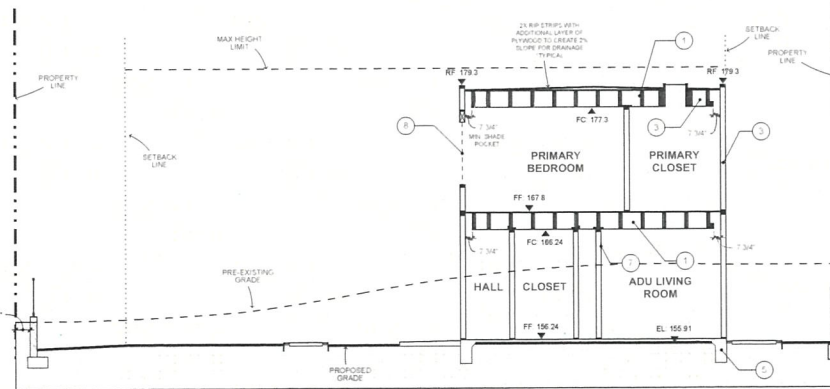 2X RIP STRIPS WITH
ADDITIONAL LAYER OF
PLYWOOD TO CREATE 2%
SLOPE FOR DRAINAGE
TYPICAL
1
SETBACK
LINE
MAX HEIGHT
LIMIT
PROPERTY
LINE
PROPERTY
LINE
RF 179.3
RF 179.3
FC 177.3
3
7 3/4"
MIN. SHADE
POCKET
7 3/4"
8
SETBACK
LINE
PRIMARY
BEDROOM
PRIMARY
CLOSET
3
FF 167.8
FC 166.24
7 3/4"
7 3/4"
7
1
PRE-EXISTING
GRADE
HALL
CLOSET
ADU LIVING
ROOM
FF 156.24
EL 155.91
PROPOSED
GRADE
5